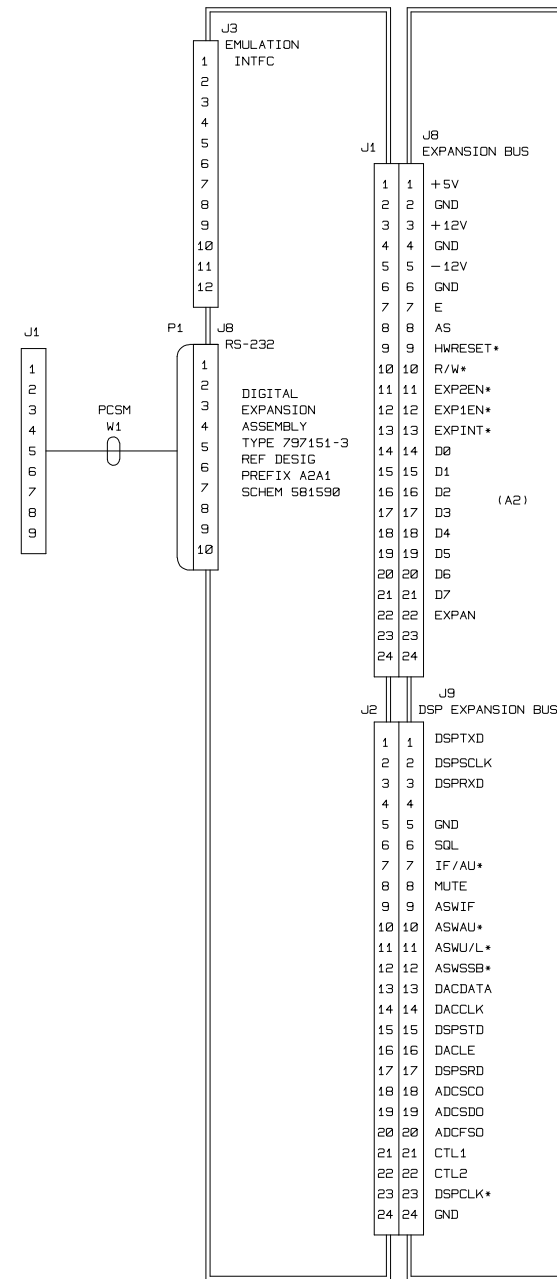 J3
EMULATION
INTFC
1
2
3
4
5
6
7
8
9
10
11
12
J1
1
2
3
4
5
6
7
8
9
PCSM
W1
P1
J8
RS-232
1
2
3
4
5
6
7
8
9
10
DIGITAL
EXPANSION
ASSEMBLY
TYPE 797151-3
REF DESIG
PREFIX A2A1
SCHEM 581590
J1
J8
EXPANSION BUS
1 1 +5V
2 2 GND
3 3 +12V
4 4 GND
5 5 -12V
6 6 GND
7 7 E
8 8 AS
9 9 HWRESET*
10 10 R/W*
11 11 EXP2EN*
12 12 EXP1EN*
13 13 EXPINT*
14 14 D0
15 15 D1
16 16 D2
17 17 D3
18 18 D4
19 19 D5
20 20 D6
21 21 D7
22 22 EXPAN
23 23
24 24
(A2)
J2
J9
DSP EXPANSION BUS
1 1 DSPTXD
2 2 DSPSCLK
3 3 DSPRXD
4 4
5 5 GND
6 6 SQL
7 7 IF/AU*
8 8 MUTE
9 9 ASWIF
10 10 ASWAU*
11 11 ASWU/L*
12 12 ASWSSB*
13 13 DACDATA
14 14 DACCLK
15 15 DSPSTD
16 16 DACLE
17 17 DSPSRD
18 18 ADCSCO
19 19 ADCSDO
20 20 ADCFSO
21 21 CTL1
22 22 CTL2
23 23 DSPCLK*
24 24 GND